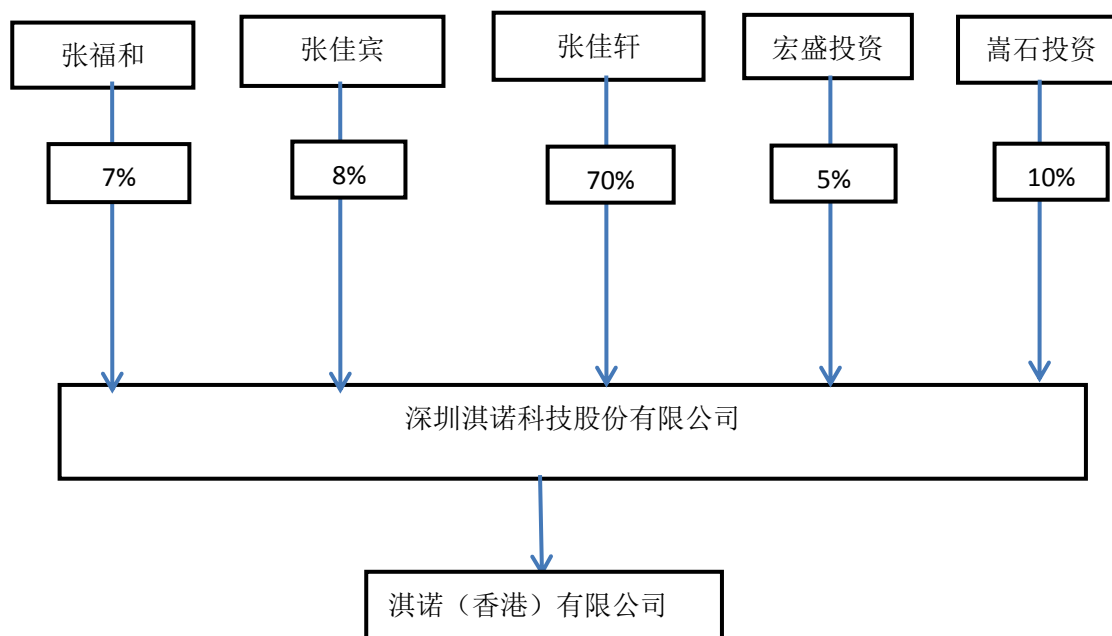 张福和
张佳宾
张佳轩
宏盛投资
嵩石投资
7%
8%
70%
5%
10%
深圳淇诺科技股份有限公司
淇诺（香港）有限公司